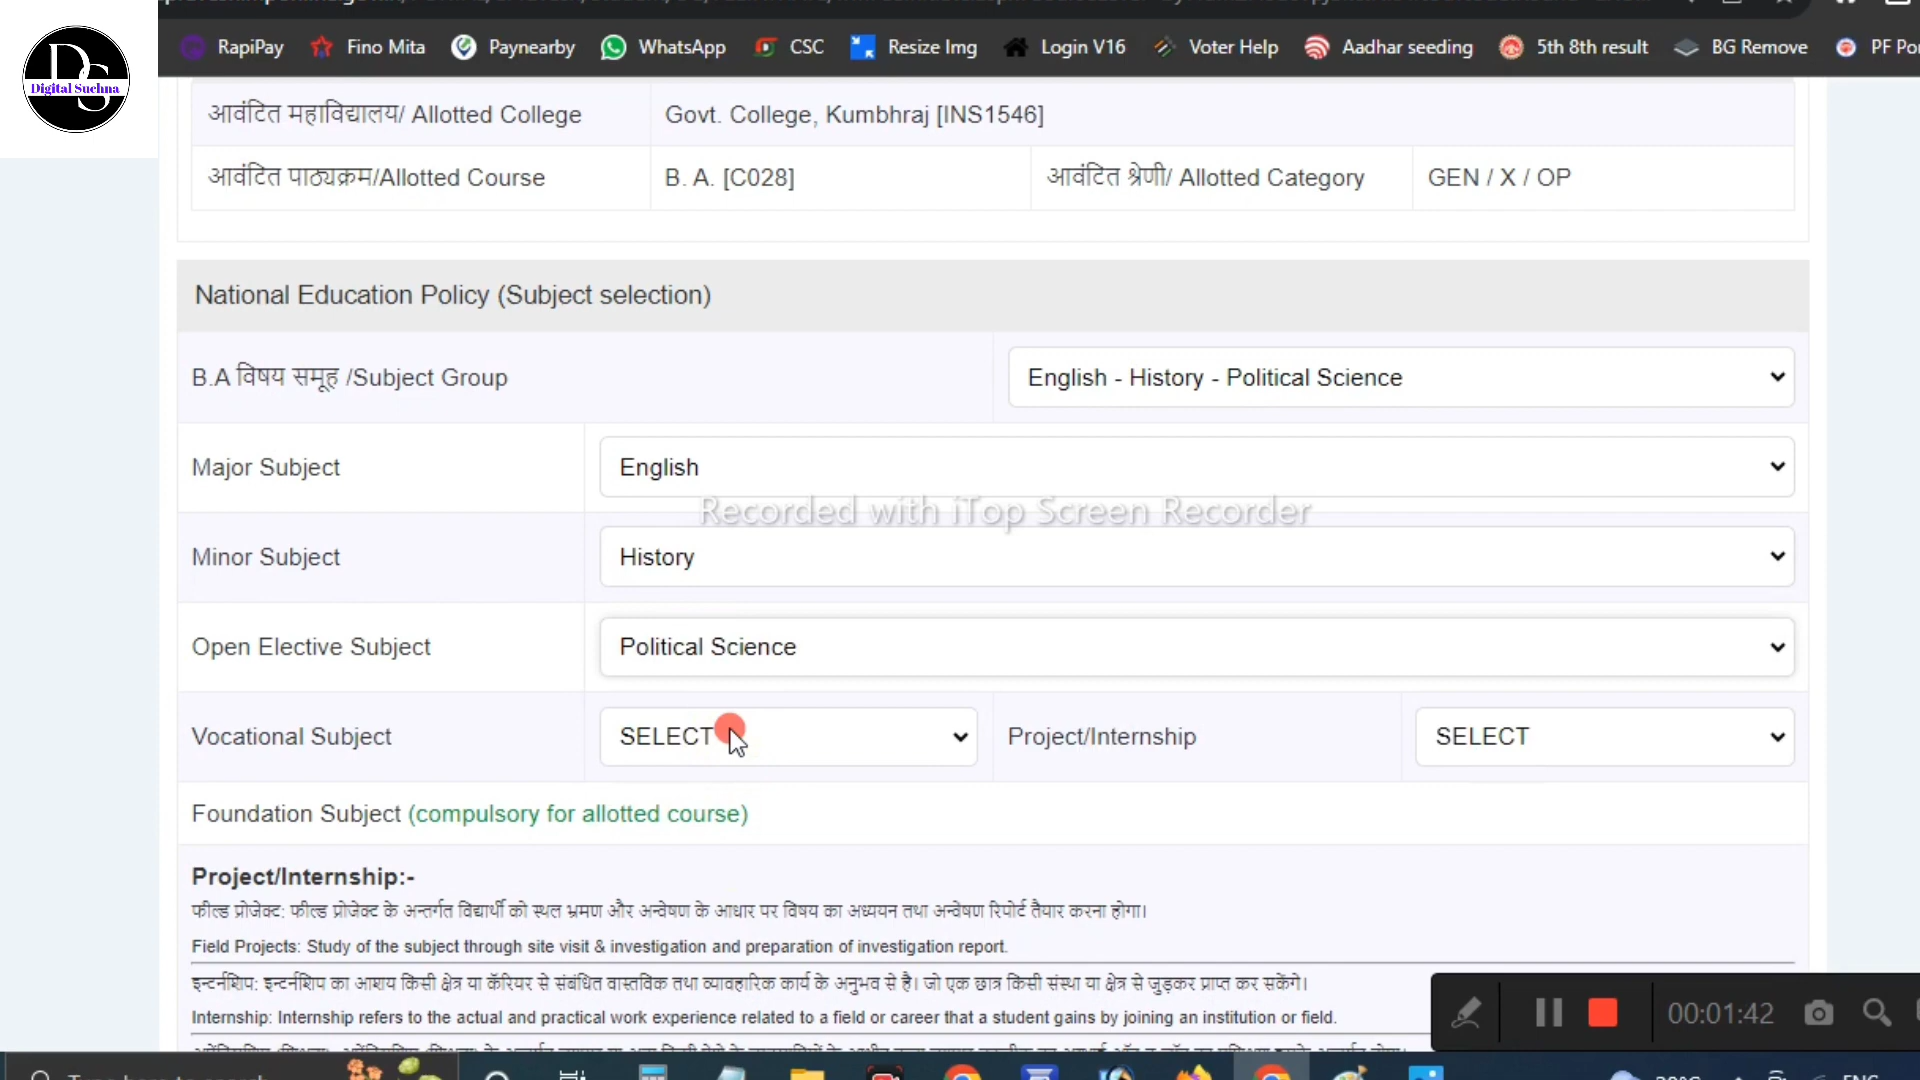 DS
Digital Suchna
RapiPay Fino Mita Paynearby WhatsApp CSC Resize Img Login V16 Voter Help Aadhar seeding 5th 8th result BG Remove PF Po
आवंटित महाविद्यालय/ Allotted College Govt. College, Kumbhraj [INS1546]
आवंटित पाठ्यक्रम/Allotted Course B. A. [C028] आवंटित श्रेणी/ Allotted Category GEN / X / OP
National Education Policy (Subject selection)
B.A विषय समूह /Subject Group English - History - Political Science
Major Subject English
Recorded with iTop Screen Recorder
Minor Subject History
Open Elective Subject Political Science
Vocational Subject SELECT Project/Internship SELECT
Foundation Subject (compulsory for allotted course)
Project/Internship:-
फील्ड प्रोजेक्ट: फील्ड प्रोजेक्ट के अन्तर्गत विद्यार्थी को स्थल भ्रमण और अन्वेषण के आधार पर विषय का अध्ययन तथा अन्वेषण रिपोर्ट तैयार करना होगा।
Field Projects: Study of the subject through site visit & investigation and preparation of investigation report.
इन्टर्नशिप: इन्टर्नशिप का आशय किसी क्षेत्र या कॅरियर से संबंधित वास्तविक तथा व्यावहारिक कार्य के अनुभव से है। जो एक छात्र किसी संस्था या क्षेत्र से जुड़कर प्राप्त कर सकेंगे।
Internship: Internship refers to the actual and practical work experience related to a field or career that a student gains by joining an institution or field.
00:01:42